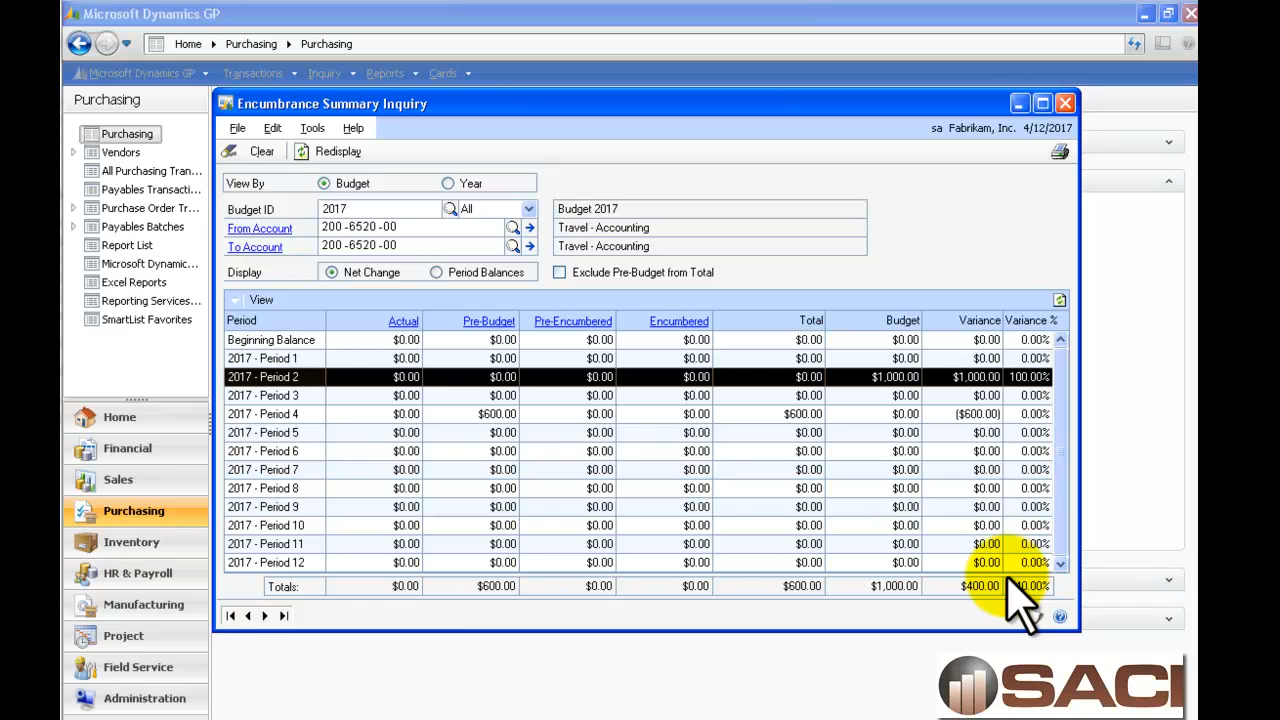 Microsoft Dynamics GP
Home Purchasing Purchasing
Microsoft Dynamics GP Transactions Inquiry Reports Cards
Purchasing
Purchasing
Vendors
All Purchasing Tran...
Payables Transacti...
Purchase Order Tr...
Payables Batches
Report List
Microsoft Dynamic...
Excel Reports
Reporting Services...
SmartList Favorites
Home
Financial
Sales
Purchasing
Inventory
HR & Payroll
Manufacturing
Project
Field Service
Administration
Encumbrance Summary Inquiry
File Edit Tools Help sa Fabrikam, Inc. 4/12/2017
Clear Redisplay
View By Budget Year
Budget ID 2017 All Budget 2017
From Account 200 -6520 -00 Travel - Accounting
To Account 200 -6520 -00 Travel - Accounting
Display Net Change Period Balances Exclude Pre-Budget from Total
View
Period Actual Pre-Budget Pre-Encumbered Encumbered Total Budget Variance Variance %
Beginning Balance $0.00 $0.00 $0.00 $0.00 $0.00 $0.00 $0.00 0.00%
2017 - Period 1 $0.00 $0.00 $0.00 $0.00 $0.00 $0.00 $0.00 0.00%
2017 - Period 2 $0.00 $0.00 $0.00 $0.00 $0.00 $1,000.00 $1,000.00 100.00%
2017 - Period 3 $0.00 $0.00 $0.00 $0.00 $0.00 $0.00 $0.00 0.00%
2017 - Period 4 $0.00 $600.00 $0.00 $0.00 $600.00 $0.00 ($600.00) 0.00%
2017 - Period 5 $0.00 $0.00 $0.00 $0.00 $0.00 $0.00 $0.00 0.00%
2017 - Period 6 $0.00 $0.00 $0.00 $0.00 $0.00 $0.00 $0.00 0.00%
2017 - Period 7 $0.00 $0.00 $0.00 $0.00 $0.00 $0.00 $0.00 0.00%
2017 - Period 8 $0.00 $0.00 $0.00 $0.00 $0.00 $0.00 $0.00 0.00%
2017 - Period 9 $0.00 $0.00 $0.00 $0.00 $0.00 $0.00 $0.00 0.00%
2017 - Period 10 $0.00 $0.00 $0.00 $0.00 $0.00 $0.00 $0.00 0.00%
2017 - Period 11 $0.00 $0.00 $0.00 $0.00 $0.00 $0.00 $0.00 0.00%
2017 - Period 12 $0.00 $0.00 $0.00 $0.00 $0.00 $0.00 $0.00 0.00%
Totals: $0.00 $600.00 $0.00 $0.00 $600.00 $1,000.00 $400.00
SACI